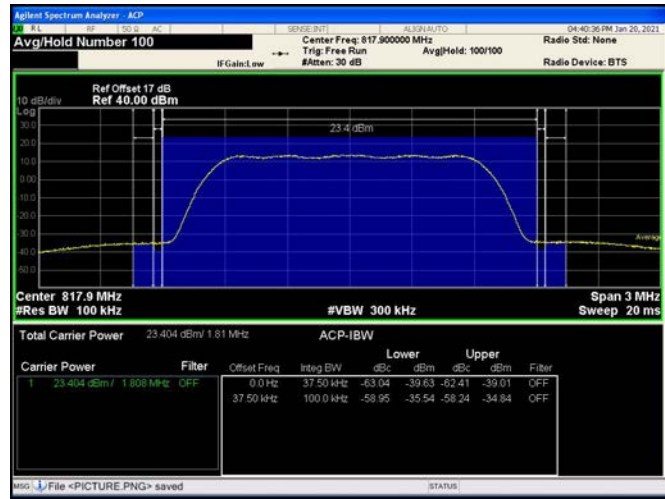 Agilent Spectrum Analyzer - ACP
RL RF 50 Ω AC SENSE:INT ALIGN AUTO 04:40:36 PM Jan 20, 2021
Avg/Hold Number 100 Center Freq: 817.900000 MHz Radio Std: None
Trig: Free Run Avg|Hold: 100/100
IFGain:Low #Atten: 30 dB Radio Device: BTS
Ref Offset 17 dB
10 dB/div Ref 40.00 dBm
Log
30.0
23.4 dBm
20.0
10.0
0.00
-10.0
-20.0
-30.0
Average
-40.0
-50.0
Center 817.9 MHz Span 3 MHz
#Res BW 100 kHz #VBW 300 kHz Sweep 20 ms
Total Carrier Power 23.404 dBm/ 1.81 MHz ACP-IBW
Lower Upper
Carrier Power Filter Offset Freq Integ BW dBc dBm dBc dBm Filter
1 23.404 dBm / 1.808 MHz OFF 0.0 Hz 37.50 kHz -63.04 -39.63 -62.41 -39.01 OFF
37.50 kHz 100.0 kHz -58.95 -35.54 -58.24 -34.84 OFF
MSG File <PICTURE.PNG> saved STATUS